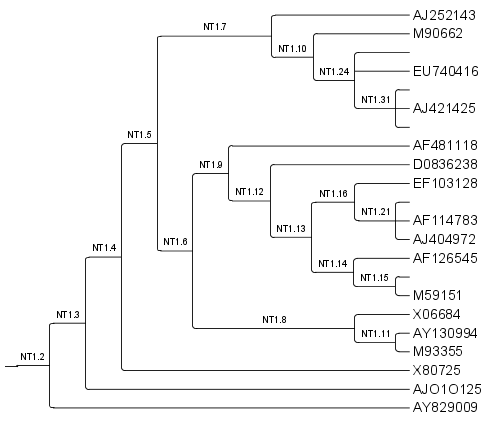 AJ252143
NT1.7
M90662
NT1.10
EU740416
NT1.24
NT1.31
AJ421425
NT1.5
AF481118
NT1.9
D0836238
EF103128
NT1.12
NT1.16
NT1.21
AF114783
NT1.13
AJ404972
NT1.6
NT1.4
AF126545
NT1.14
NT1.15
M59151
X06684
NT1.3
NT1.8
AY130994
NT1.11
M93355
NT1.2
X80725
AJO1O125
AY829009